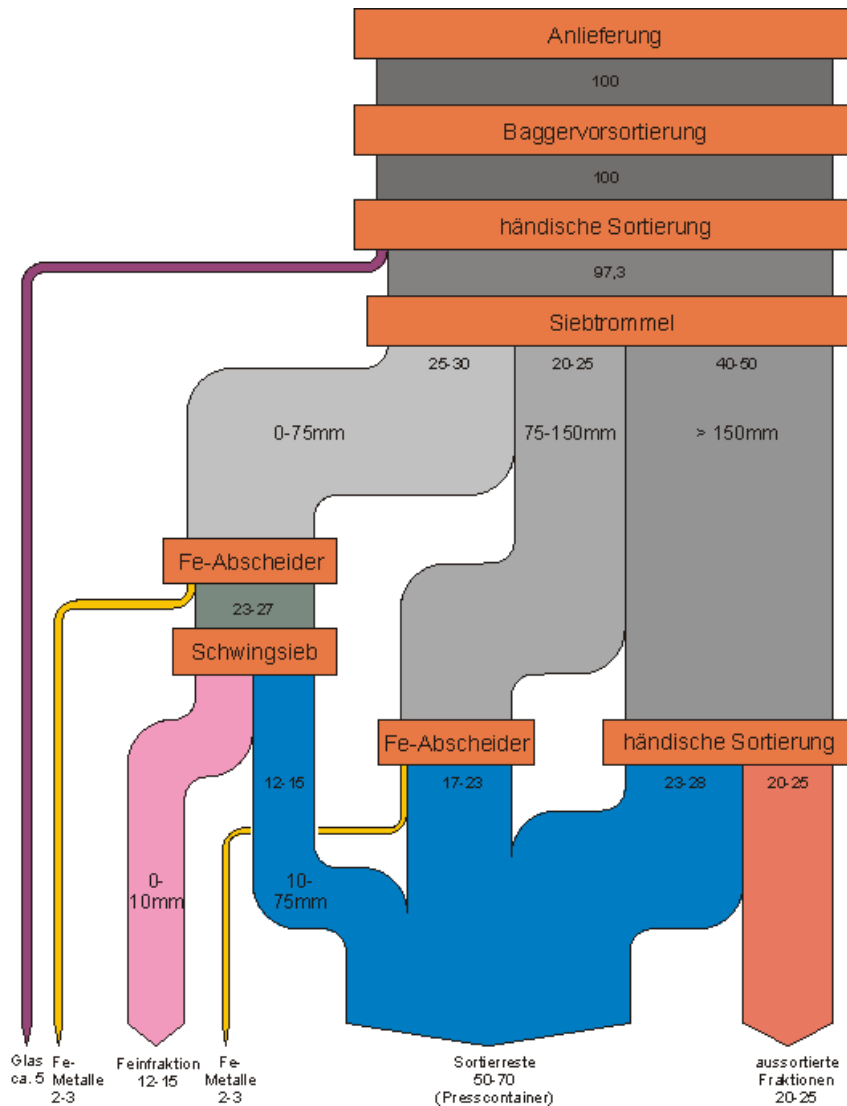 Anlieferung
100
Baggervorsortierung
100
händische Sortierung
97,3
Siebtrommel
25-30
20-25
40-50
0-75mm
75-150mm
> 150mm
Fe-Abscheider
23-27
Schwingsieb
Fe-Abscheider
händische Sortierung
12-15
17-23
23-28
20-25
0-
10mm
10-
75mm
Glas
ca. 5
Fe-
Metalle
2-3
Feinfraktion
12-15
Fe-
Metalle
2-3
Sortierreste
50-70
(Presscontainer)
aussortierte
Fraktionen
20-25